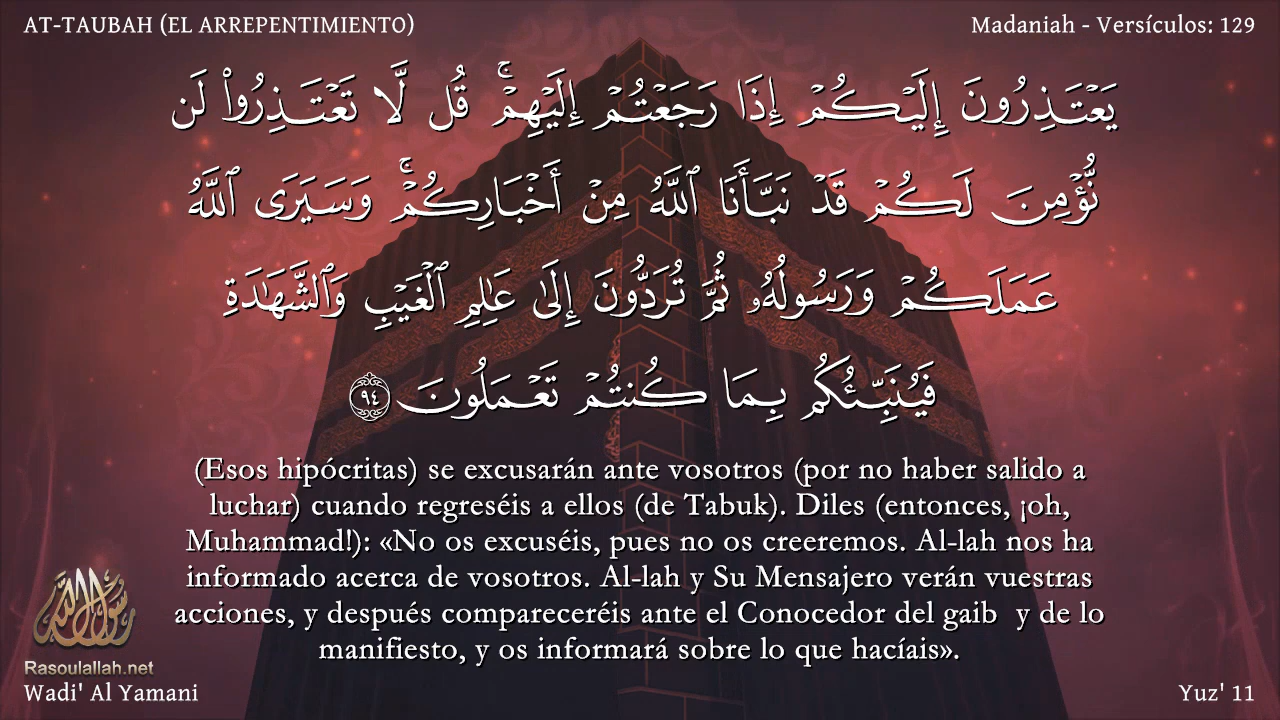 AT-TAUBAH (EL ARREPENTIMIENTO)
Madaniah - Versículos: 129
يَعْتَذِرُونَ إِلَيْكُمْ إِذَا رَجَعْتُمْ إِلَيْهِمْ ۚ قُل لَّا تَعْتَذِرُوا۟ لَن
نُّؤْمِنَ لَكُمْ قَدْ نَبَّأَنَا ٱللَّهُ مِنْ أَخْبَارِكُمْ ۚ وَسَيَرَى ٱللَّهُ
عَمَلَكُمْ وَرَسُولُهُۥ ثُمَّ تُرَدُّونَ إِلَىٰ عَـٰلِمِ ٱلْغَيْبِ وَٱلشَّهَـٰدَةِ
فَيُنَبِّئُكُم بِمَا كُنتُمْ تَعْمَلُونَ ٩٤
(Esos hipócritas) se excusarán ante vosotros (por no haber salido a
luchar) cuando regreséis a ellos (de Tabuk). Diles (entonces, ¡oh,
Muhammad!): «No os excuséis, pues no os creeremos. Al-lah nos ha
informado acerca de vosotros. Al-lah y Su Mensajero verán vuestras
acciones, y después compareceréis ante el Conocedor del gaib  y de lo
manifiesto, y os informará sobre lo que hacíais».
رسول الله
Rasoulallah.net
Wadi' Al Yamani
Yuz' 11